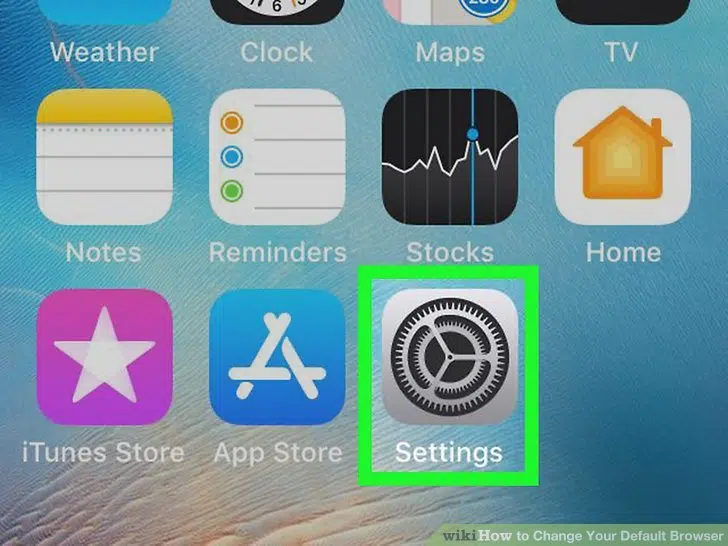 Weather Clock Maps TV
280
Notes Reminders Stocks Home
iTunes Store App Store Settings
wikiHow to Change Your Default Browser